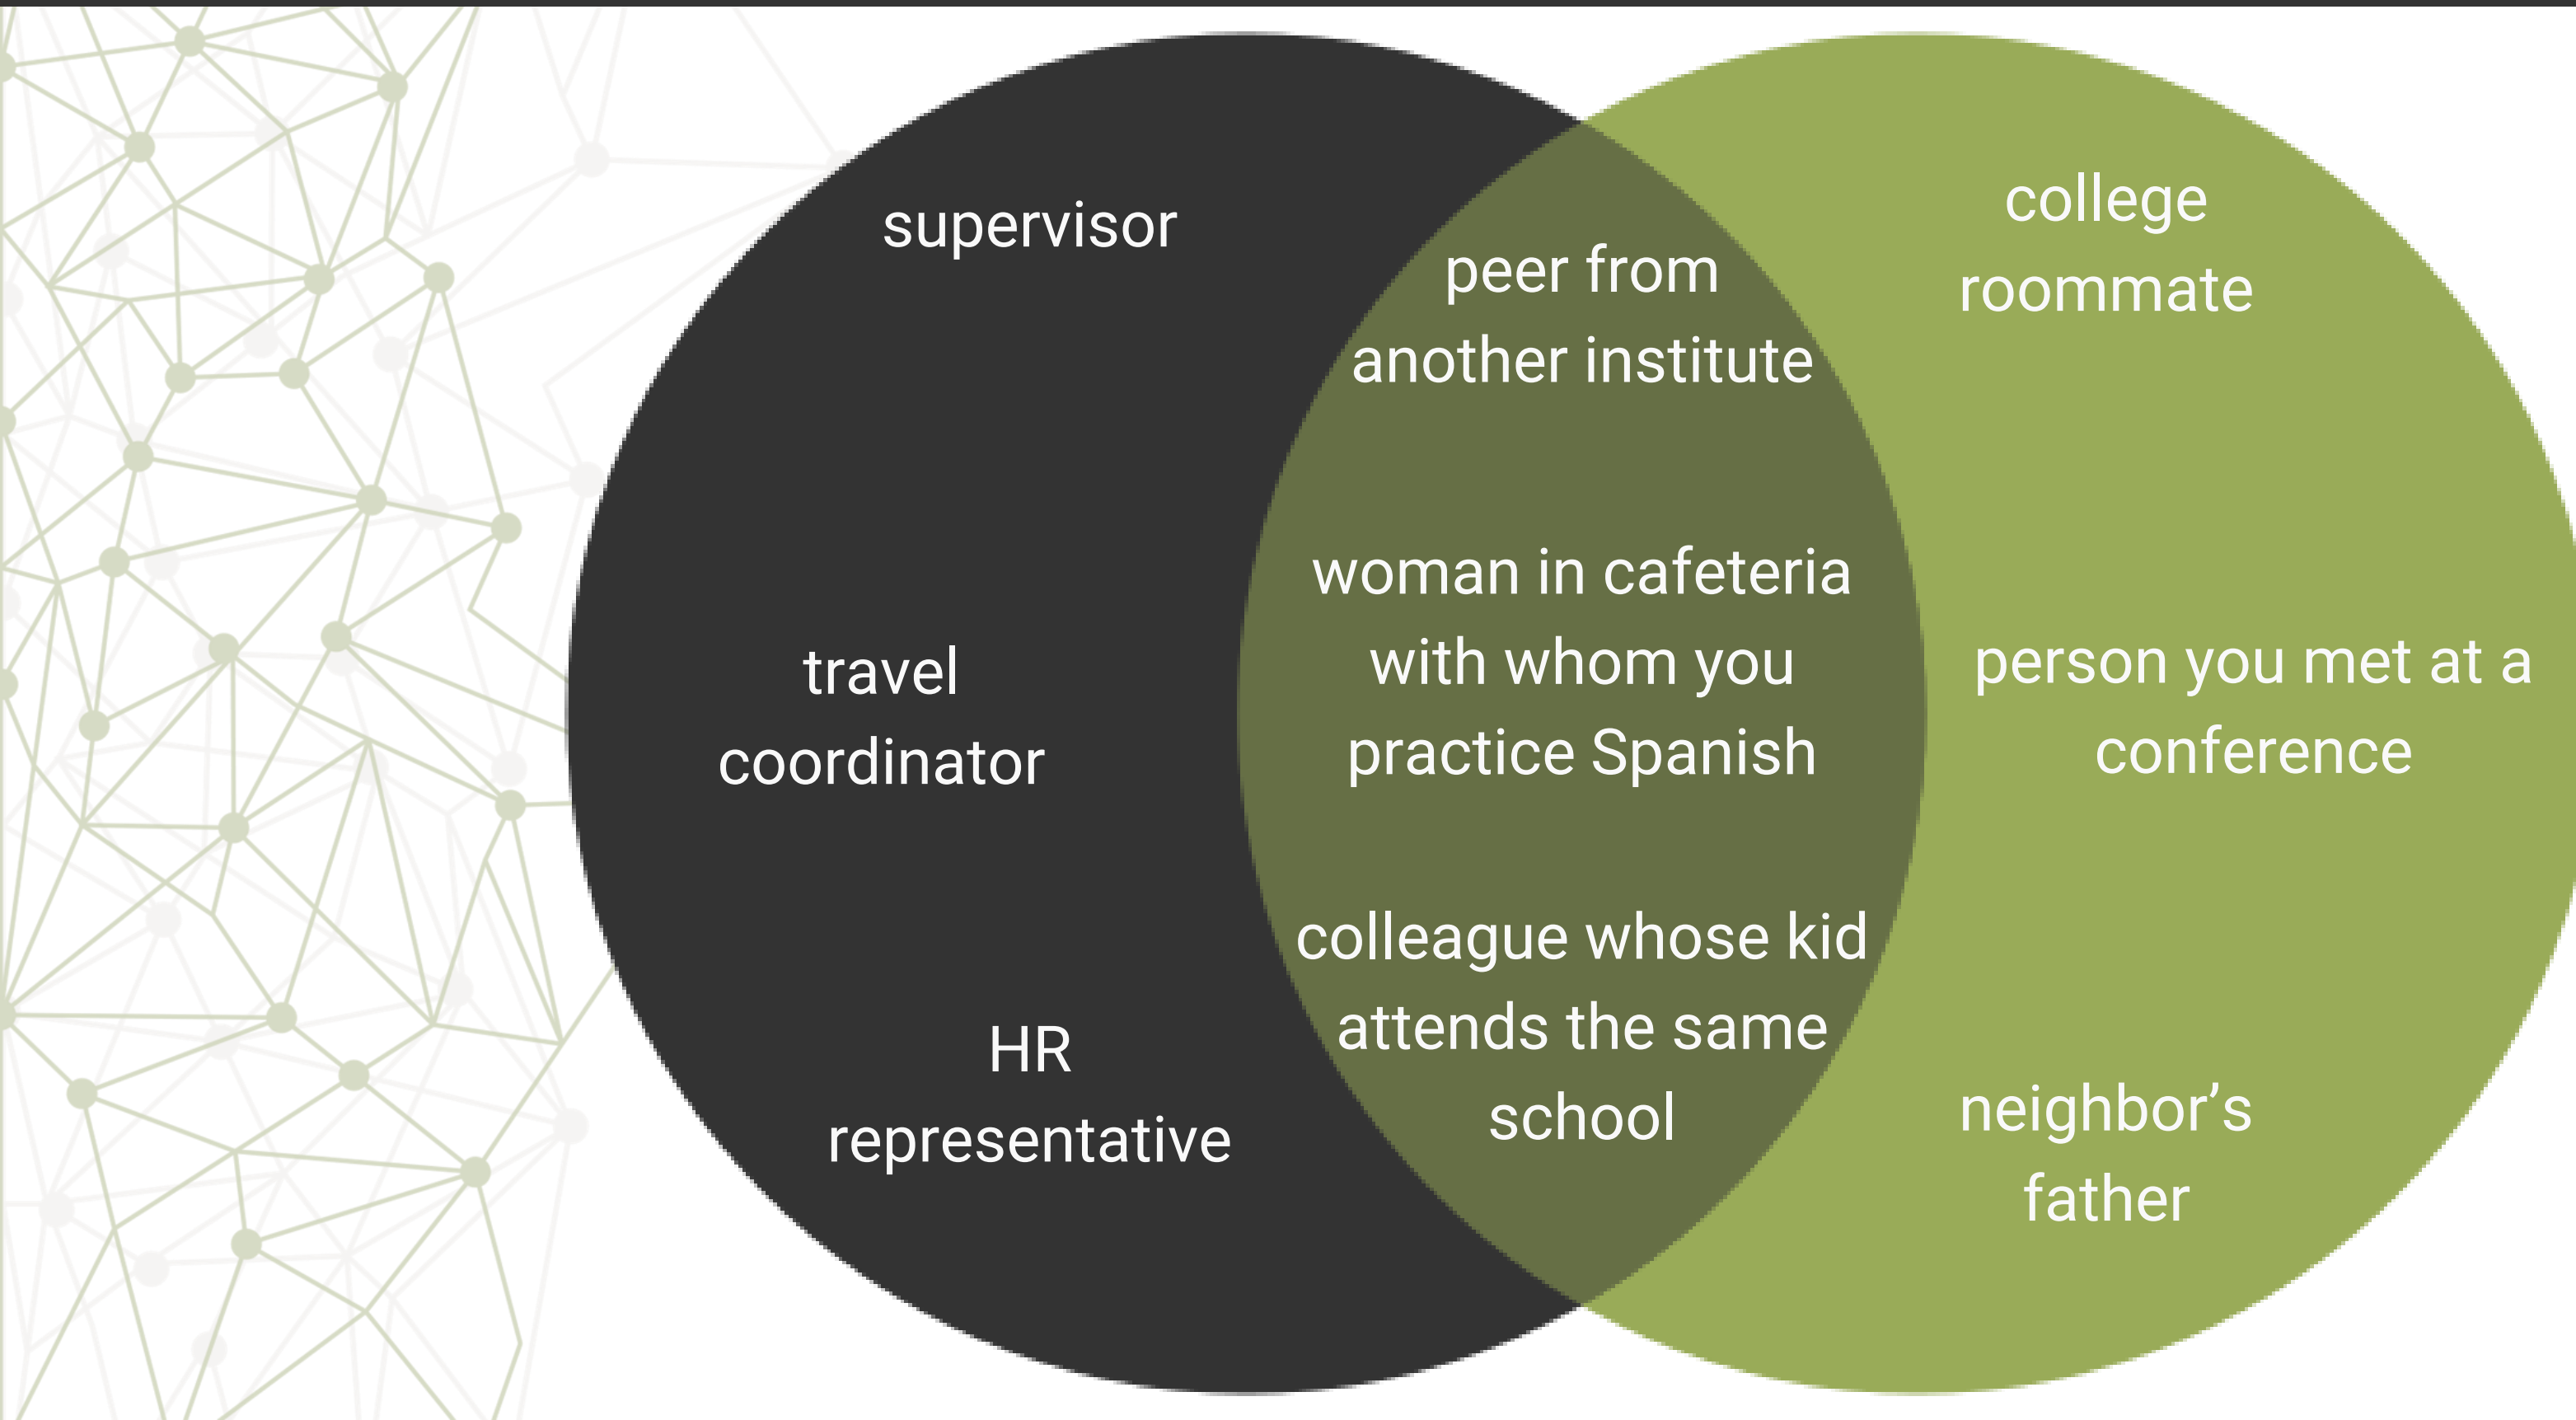 supervisor
travel
coordinator
HR
representative
peer from
another institute
woman in cafeteria
with whom you
practice Spanish
colleague whose kid
attends the same
school
college
roommate
person you met at a
conference
neighbor’s
father